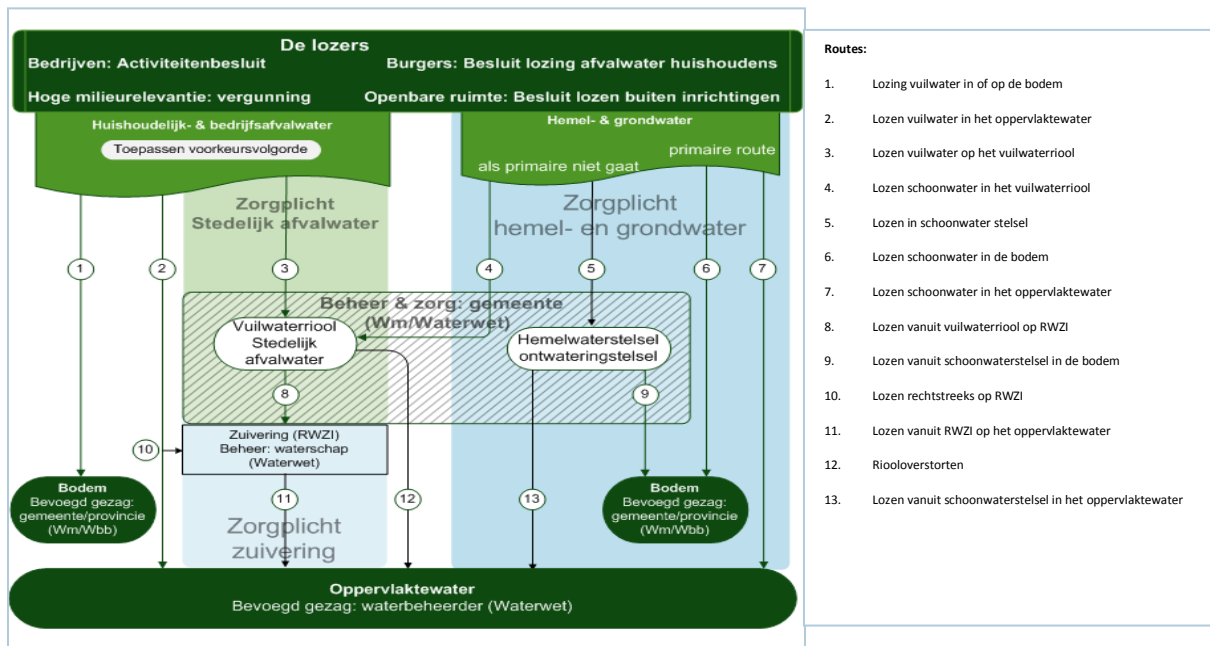 De lozers
Bedrijven: Activiteitenbesluit
Burgers: Besluit lozing afvalwater huishoudens
Hoge milieurelevantie: vergunning
Openbare ruimte: Besluit lozen buiten inrichtingen
Huishoudelijk- & bedrijfsafvalwater
Toepassen voorkeursvolgorde
Hemel- & grondwater
primaire route
als primaire niet gaat
Zorgplicht
Stedelijk afvalwater
Zorgplicht
hemel- en grondwater
1
2
3
4
5
6
7
Beheer & zorg: gemeente
(Wm/Waterwet)
Vuilwaterriool
Stedelijk
afvalwater
Hemelwaterstelsel
ontwateringstelsel
8
9
10
Zuivering (RWZI)
Beheer: waterschap
(Waterwet)
11
12
13
Bodem
Bevoegd gezag:
gemeente/provincie
(Wm/Wbb)
Zorgplicht
zuivering
Bodem
Bevoegd gezag:
gemeente/provincie
(Wm/Wbb)
Oppervlaktewater
Bevoegd gezag: waterbeheerder (Waterwet)
Routes:
1. Lozing vuilwater in of op de bodem
2. Lozen vuilwater in het oppervlaktewater
3. Lozen vuilwater op het vuilwaterriool
4. Lozen schoonwater in het vuilwaterriool
5. Lozen in schoonwater stelsel
6. Lozen schoonwater in de bodem
7. Lozen schoonwater in het oppervlaktewater
8. Lozen vanuit vuilwaterriool op RWZI
9. Lozen vanuit schoonwaterstelsel in de bodem
10. Lozen rechtstreeks op RWZI
11. Lozen vanuit RWZI op het oppervlaktewater
12. Riooloverstorten
13. Lozen vanuit schoonwaterstelsel in het oppervlaktewater